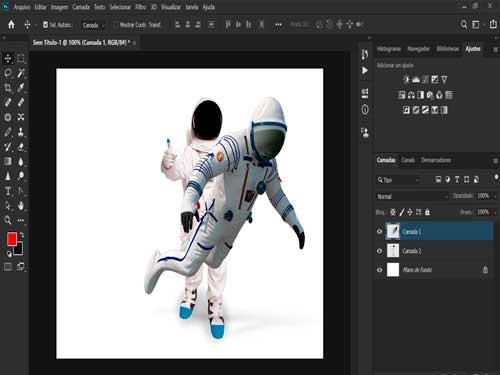 Ps
Arquivo Editar Imagem Camada Texto Selecionar Filtro 3D Visualizar Janela Ajuda
Sel. Autom.: Camada Mostrar Contr. Transf.
Sem Título-1 @ 100% (Camada 1, RGB/8#) *
Histograma Navegador Bibliotecas Ajustes
Adicionar um ajuste
Camadas Canais Demarcadores
Tipo
Normal Opacidade: 100%
Bloq.: Preen.: 100%
Camada 1
Camada 2
Plano de Fundo